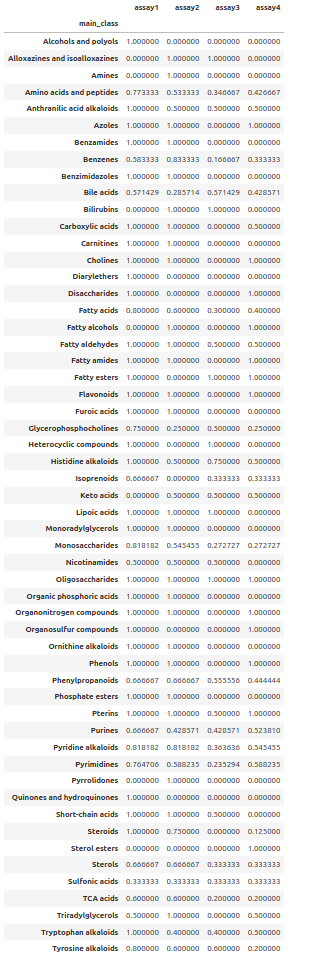 assay1 assay2 assay3 assay4
main_class
Alcohols and polyols 1.000000 0.000000 0.000000 0.000000
Alloxazines and isoalloxazines 0.000000 1.000000 1.000000 0.000000
Amines 0.000000 1.000000 0.000000 0.000000
Amino acids and peptides 0.773333 0.533333 0.346667 0.426667
Anthranilic acid alkaloids 1.000000 0.500000 0.500000 0.500000
Azoles 1.000000 1.000000 0.000000 1.000000
Benzamides 1.000000 1.000000 0.000000 0.000000
Benzenes 0.583333 0.833333 0.166667 0.333333
Benzimidazoles 1.000000 1.000000 0.000000 0.000000
Bile acids 0.571429 0.285714 0.571429 0.428571
Bilirubins 0.000000 1.000000 1.000000 0.000000
Carboxylic acids 1.000000 1.000000 0.000000 0.500000
Carnitines 1.000000 1.000000 0.000000 0.000000
Cholines 1.000000 1.000000 0.000000 1.000000
Diarylethers 1.000000 0.000000 0.000000 0.000000
Disaccharides 1.000000 0.000000 0.000000 1.000000
Fatty acids 0.800000 0.600000 0.300000 0.400000
Fatty alcohols 0.000000 1.000000 0.000000 1.000000
Fatty aldehydes 1.000000 1.000000 0.500000 0.500000
Fatty amides 1.000000 1.000000 0.000000 1.000000
Fatty esters 1.000000 0.000000 1.000000 1.000000
Flavonoids 1.000000 1.000000 0.000000 1.000000
Furoic acids 1.000000 1.000000 0.000000 0.000000
Glycerophosphocholines 0.750000 0.250000 0.500000 0.250000
Heterocyclic compounds 1.000000 0.000000 1.000000 0.000000
Histidine alkaloids 1.000000 0.500000 0.750000 0.500000
Isoprenoids 0.666667 0.000000 0.333333 0.333333
Keto acids 0.000000 0.500000 0.500000 0.500000
Lipoic acids 1.000000 1.000000 1.000000 0.000000
Monoradylglycerols 1.000000 1.000000 0.000000 0.000000
Monosaccharides 0.818182 0.545455 0.272727 0.272727
Nicotinamides 0.500000 0.500000 0.500000 0.000000
Oligosaccharides 1.000000 1.000000 1.000000 1.000000
Organic phosphoric acids 1.000000 1.000000 0.000000 0.000000
Organonitrogen compounds 1.000000 1.000000 0.000000 1.000000
Organosulfur compounds 1.000000 0.000000 0.000000 1.000000
Ornithine alkaloids 1.000000 1.000000 0.000000 0.000000
Phenols 1.000000 1.000000 0.000000 1.000000
Phenylpropanoids 0.666667 0.666667 0.555556 0.444444
Phosphate esters 1.000000 1.000000 0.000000 0.000000
Pterins 1.000000 1.000000 0.500000 1.000000
Purines 0.666667 0.428571 0.428571 0.523810
Pyridine alkaloids 0.818182 0.818182 0.363636 0.545455
Pyrimidines 0.764706 0.588235 0.235294 0.588235
Pyrrolidones 0.000000 1.000000 0.000000 0.000000
Quinones and hydroquinones 1.000000 0.000000 0.000000 0.000000
Short-chain acids 1.000000 1.000000 0.500000 0.000000
Steroids 1.000000 0.750000 0.000000 0.125000
Sterol esters 0.000000 0.000000 0.000000 1.000000
Sterols 0.666667 0.666667 0.333333 0.333333
Sulfonic acids 0.333333 0.333333 0.333333 0.333333
TCA acids 0.600000 0.600000 0.200000 0.200000
Triradylglycerols 0.500000 1.000000 0.000000 0.500000
Tryptophan alkaloids 1.000000 0.400000 0.400000 0.500000
Tyrosine alkaloids 0.800000 0.600000 0.600000 0.200000